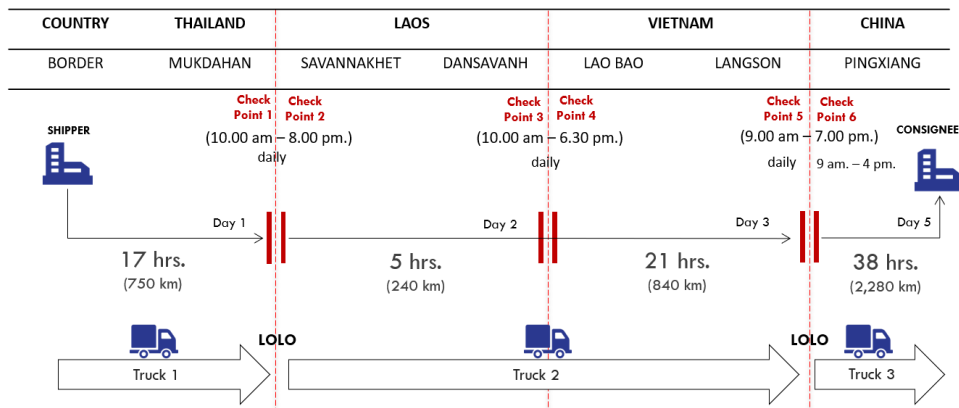 COUNTRY THAILAND LAOS VIETNAM CHINA
BORDER MUKDAHAN SAVANNAKHET DANSAVANH LAO BAO LANGSON PINGXIANG
Check Check Check Check Check Check
Point 1 Point 2 Point 3 Point 4 Point 5 Point 6
SHIPPER (10.00 am – 8.00 pm.) (10.00 am – 6.30 pm.) (9.00 am – 7.00 pm.) CONSIGNEE
daily daily daily 9 am. – 4 pm.
Day 1 Day 2 Day 3 Day 5
17 hrs. 5 hrs. 21 hrs. 38 hrs.
(750 km) (240 km) (840 km) (2,280 km)
LOLO LOLO
Truck 1 Truck 2 Truck 3